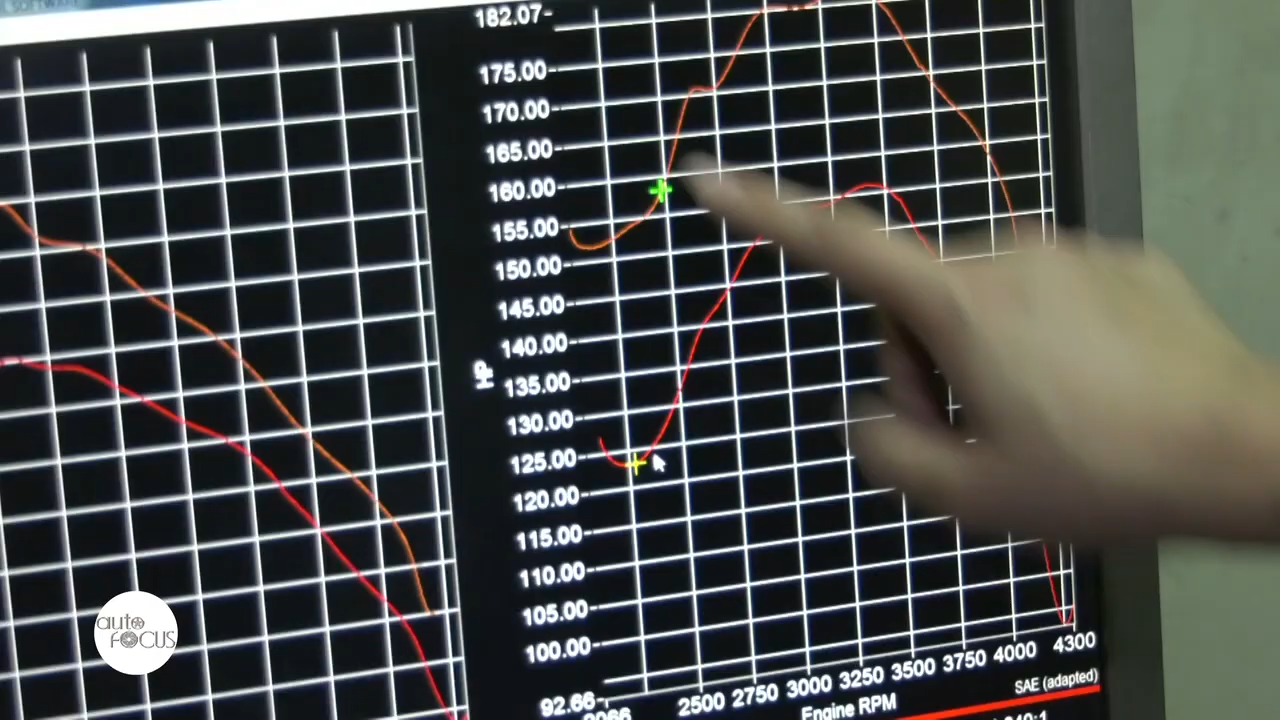 SOFTWARE
182.07-
175.00-
170.00-
165.00-
160.00-
155.00-
150.00-
145.00-
140.00-
135.00-
130.00-
125.00-
120.00-
115.00-
110.00-
105.00-
100.00-
92.66-
HP
2500 2750 3000 3250 3500 3750 4000 4300
Engine RPM
SAE (adapted)
auto
FOCUS